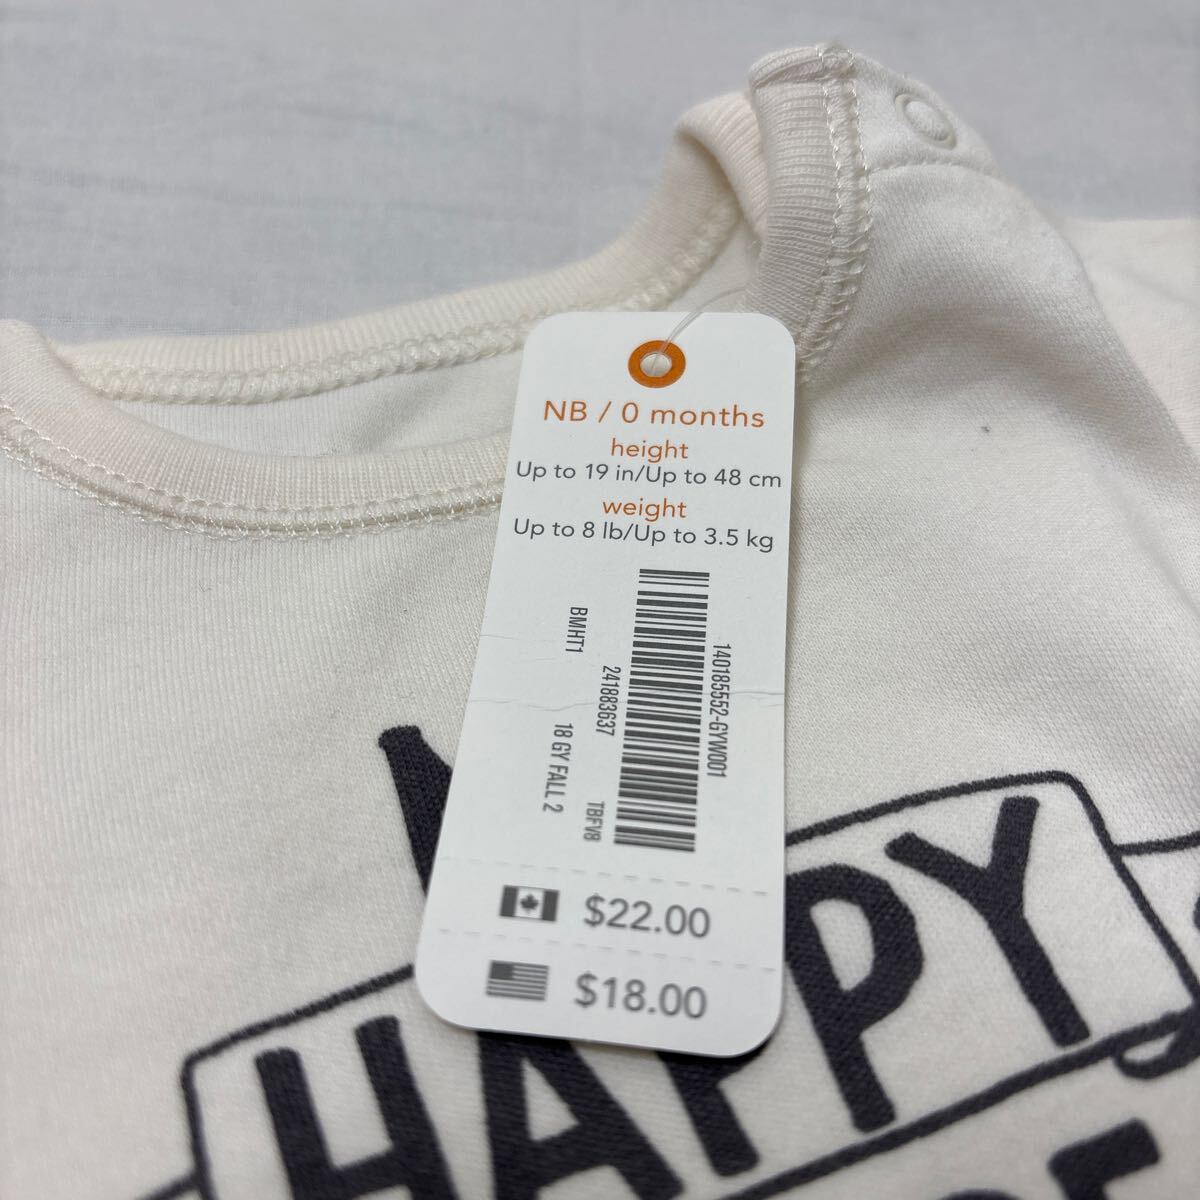 NB / 0 months
height
Up to 19 in/Up to 48 cm
weight
Up to 8 lb/Up to 3.5 kg
140185552-GYW001
241883637 TBFV8
BMHT1 18 GY FALL 2
$22.00
$18.00
HAPPY